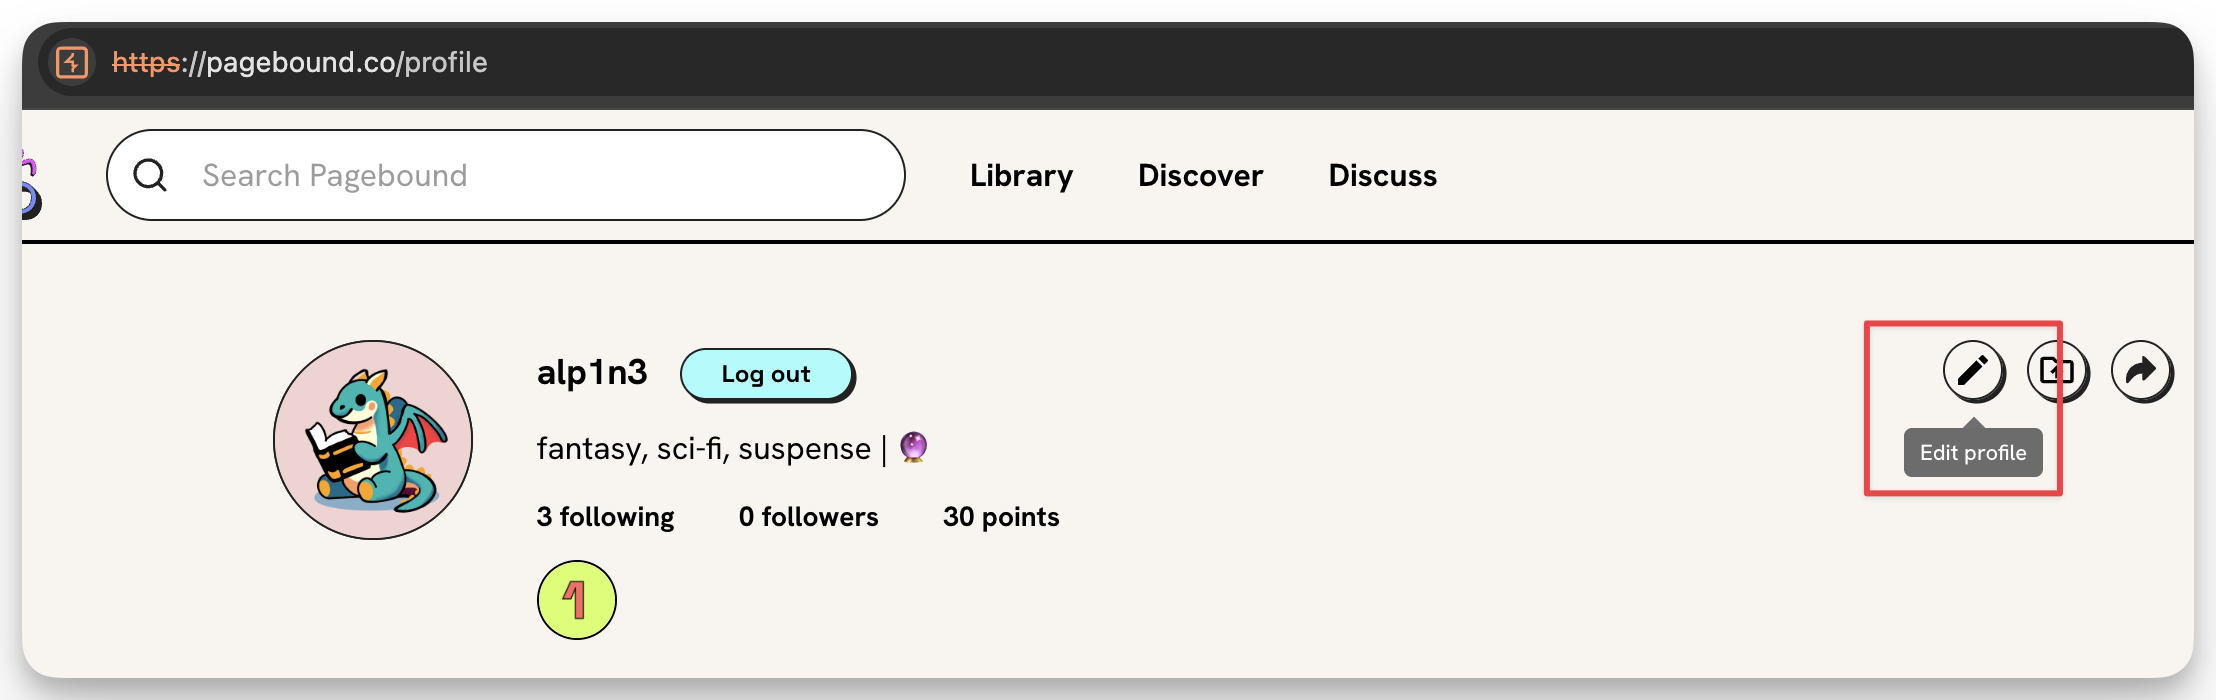 https://pagebound.co/profile
Search Pagebound
Library
Discover
Discuss
alp1n3
Log out
fantasy, sci-fi, suspense | 🔮
Edit profile
3 following
0 followers
30 points
1